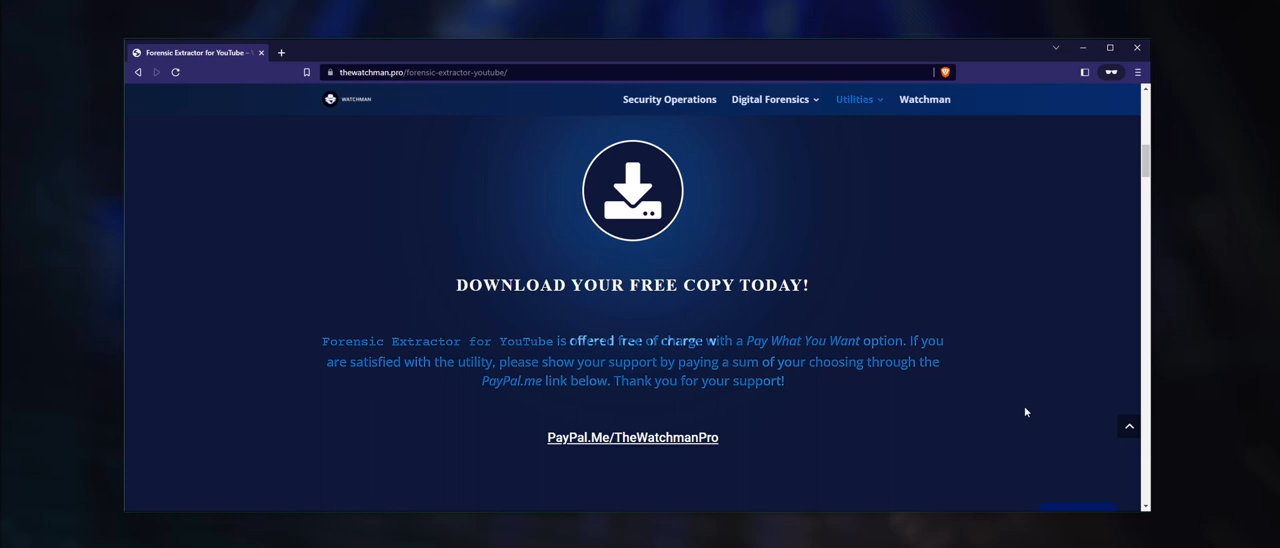 Forensic Extractor for YouTube –
thewatchman.pro/forensic-extractor-youtube/
WATCHMAN
Security Operations
Digital Forensics
Utilities
Watchman
DOWNLOAD YOUR FREE COPY TODAY!
Forensic Extractor for YouTube is offered free of charge with a Pay What You Want option. If you
are satisfied with the utility, please show your support by paying a sum of your choosing through the
PayPal.me link below. Thank you for your support!
PayPal.Me/TheWatchmanPro